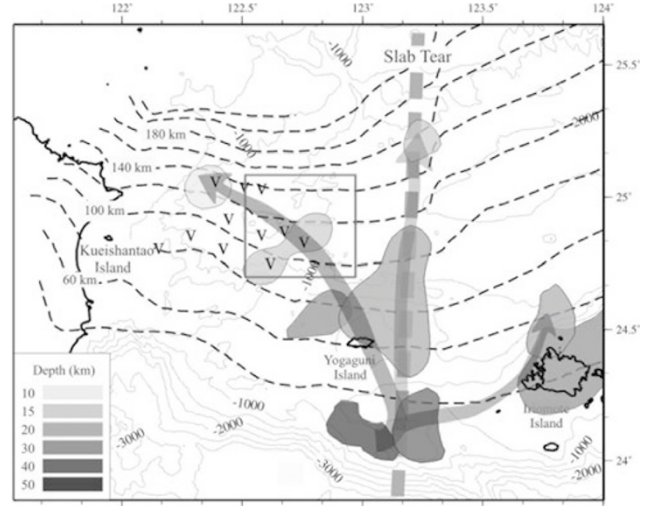 122˚ 122.5˚ 123˚ 123.5˚ 124˚
-1000
Slab Tear
25.5˚
180 km
-1000
-2000
140 km
V V V
25˚
100 km
V
V V V V
Kueishantao
Island
V V V
-1000
60 km
24.5˚
Yogaguni
Island
Iriomote
Island
Depth (km)
10
15
20
30
40
50
-1000
-2000
-3000
-3000
-1000
-2000
24˚